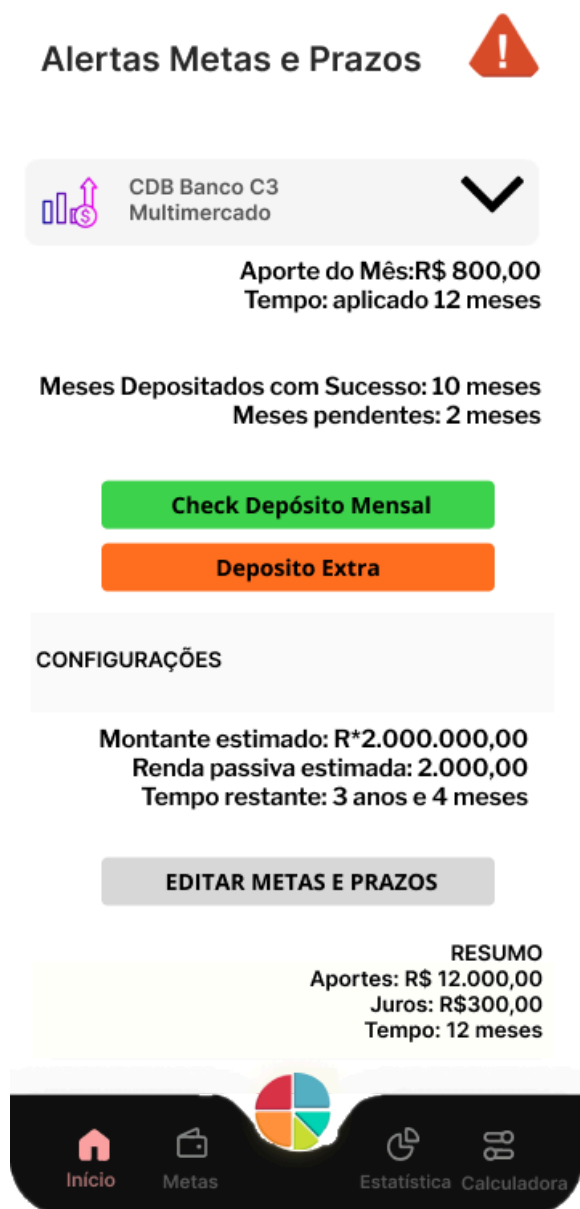 Alertas Metas e Prazos
!
CDB Banco C3
Multimercado
$
Aporte do Mês:R$ 800,00
Tempo: aplicado 12 meses
Meses Depositados com Sucesso: 10 meses
Meses pendentes: 2 meses
Check Depósito Mensal
Deposito Extra
CONFIGURAÇÕES
Montante estimado: R*2.000.000,00
Renda passiva estimada: 2.000,00
Tempo restante: 3 anos e 4 meses
EDITAR METAS E PRAZOS
RESUMO
Aportes: R$ 12.000,00
Juros: R$300,00
Tempo: 12 meses
Início Metas Estatística Calculadora